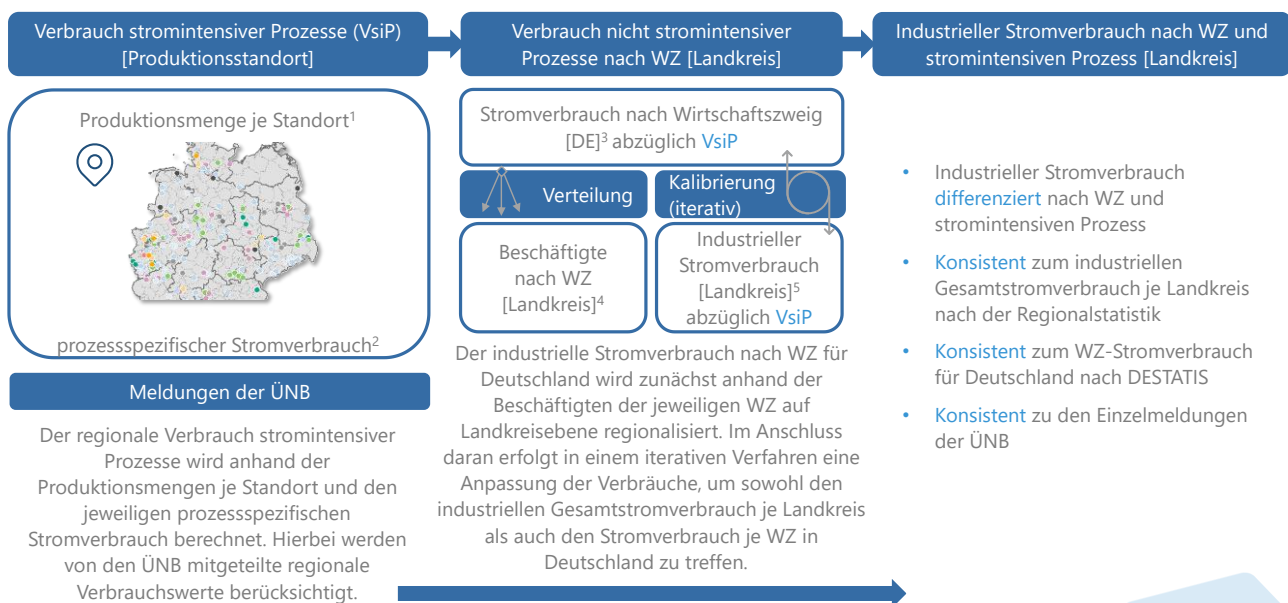 Verbrauch stromintensiver Prozesse (VsiP)
[Produktionsstandort]
Produktionsmenge je Standort¹
prozessspezifischer Stromverbrauch²
Meldungen der ÜNB
Der regionale Verbrauch stromintensiver
Prozesse wird anhand der
Produktionsmengen je Standort und den
jeweiligen prozessspezifischen
Stromverbrauch berechnet. Hierbei werden
von den ÜNB mitgeteilte regionale
Verbrauchswerte berücksichtigt.
Verbrauch nicht stromintensiver
Prozesse nach WZ [Landkreis]
Stromverbrauch nach Wirtschaftszweig
[DE]³ abzüglich VsiP
Verteilung
Kalibrierung
(iterativ)
Beschäftigte
nach WZ
[Landkreis]⁴
Industrieller
Stromverbrauch
[Landkreis]⁵
abzüglich VsiP
Der industrielle Stromverbrauch nach WZ für
Deutschland wird zunächst anhand der
Beschäftigten der jeweiligen WZ auf
Landkreisebene regionalisiert. Im Anschluss
daran erfolgt in einem iterativen Verfahren eine
Anpassung der Verbräuche, um sowohl den
industriellen Gesamtstromverbrauch je Landkreis
als auch den Stromverbrauch je WZ in
Deutschland zu treffen.
Industrieller Stromverbrauch nach WZ und
stromintensiven Prozess [Landkreis]
• Industrieller Stromverbrauch
differenziert nach WZ und
stromintensiven Prozess
• Konsistent zum industriellen
Gesamtstromverbrauch je Landkreis
nach der Regionalstatistik
• Konsistent zum WZ-Stromverbrauch
für Deutschland nach DESTATIS
• Konsistent zu den Einzelmeldungen
der ÜNB